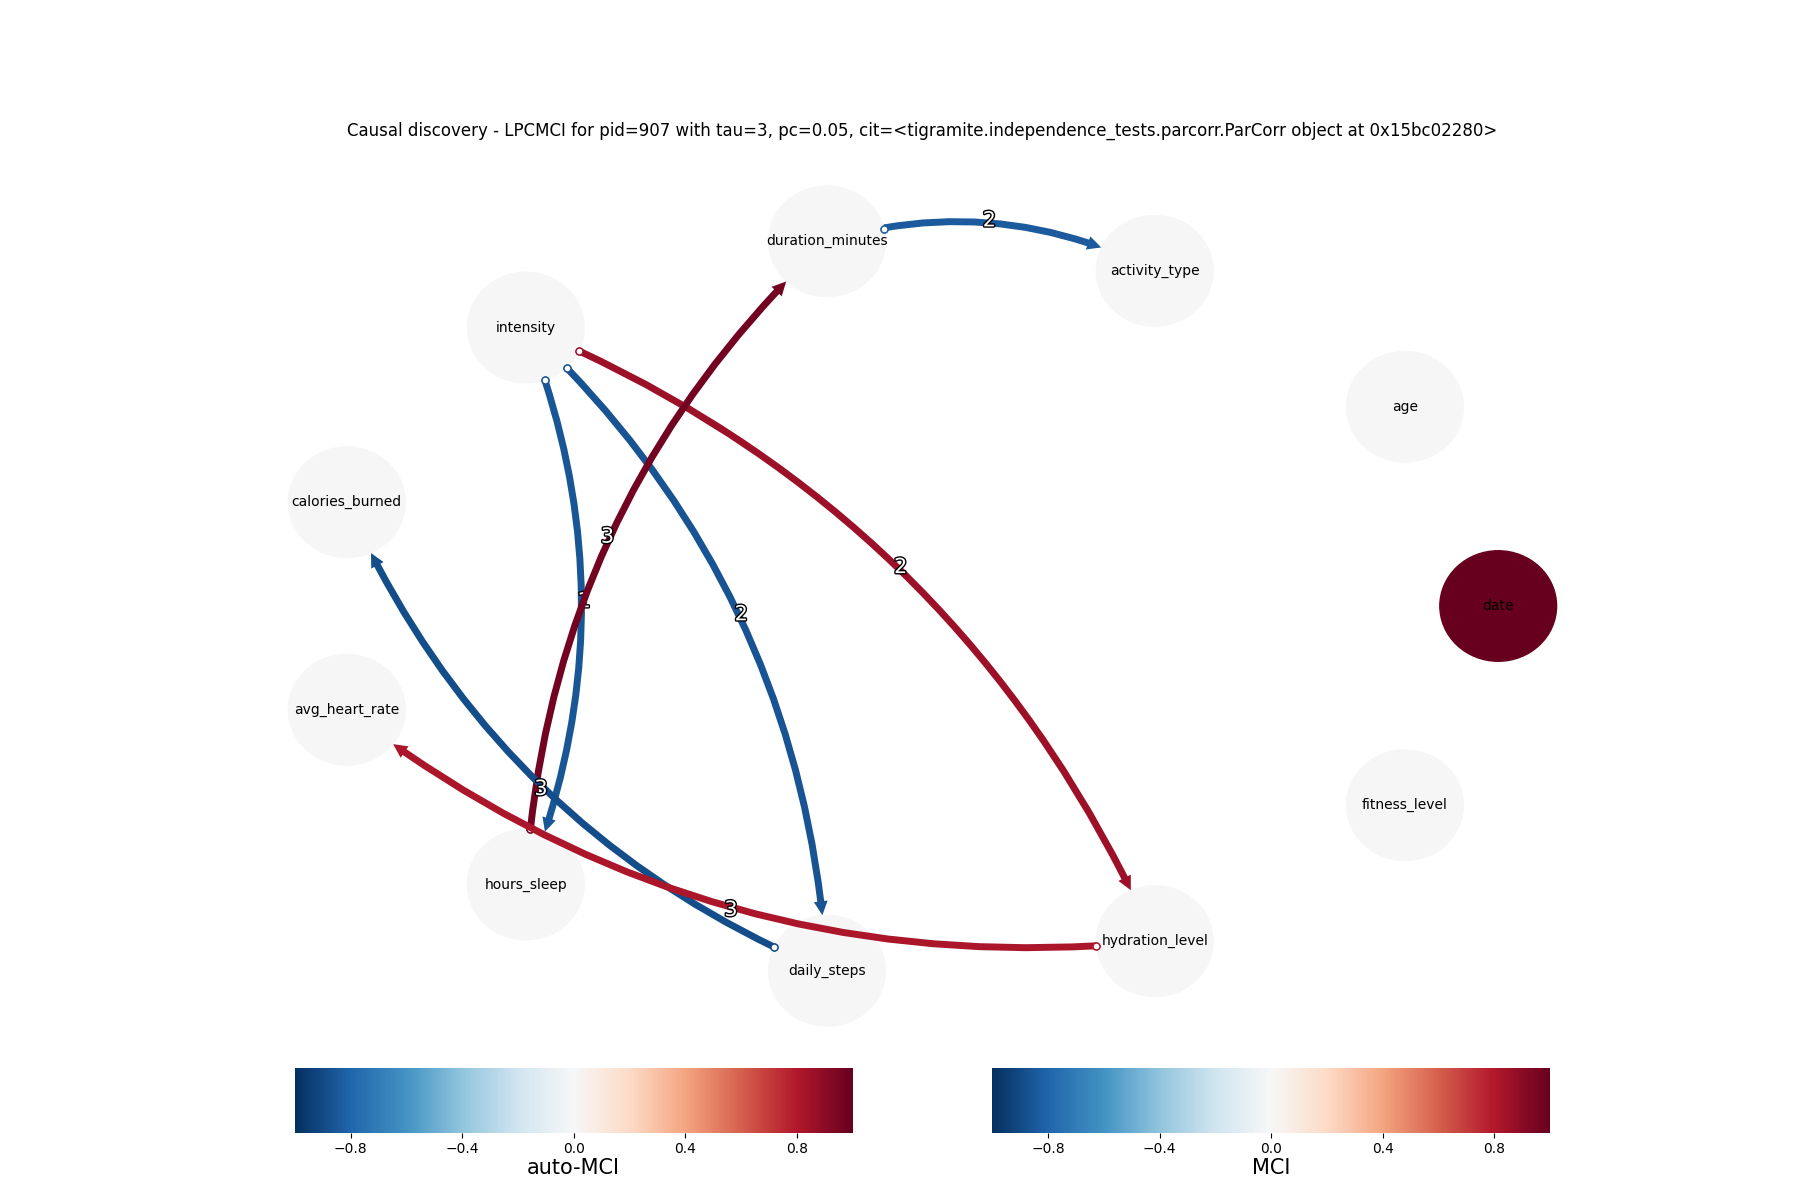 Causal discovery - LPCMCI for pid=907 with tau=3, pc=0.05, cit=<tigramite.independence_tests.parcorr.ParCorr object at 0x15bc02280>
2
duration_minutes
activity_type
intensity
age
calories_burned
3
2
date
2
avg_heart_rate
3
fitness_level
hours_sleep
3
hydration_level
daily_steps
−0.8 −0.4 0.0 0.4 0.8
auto-MCI
−0.8 −0.4 0.0 0.4 0.8
MCI